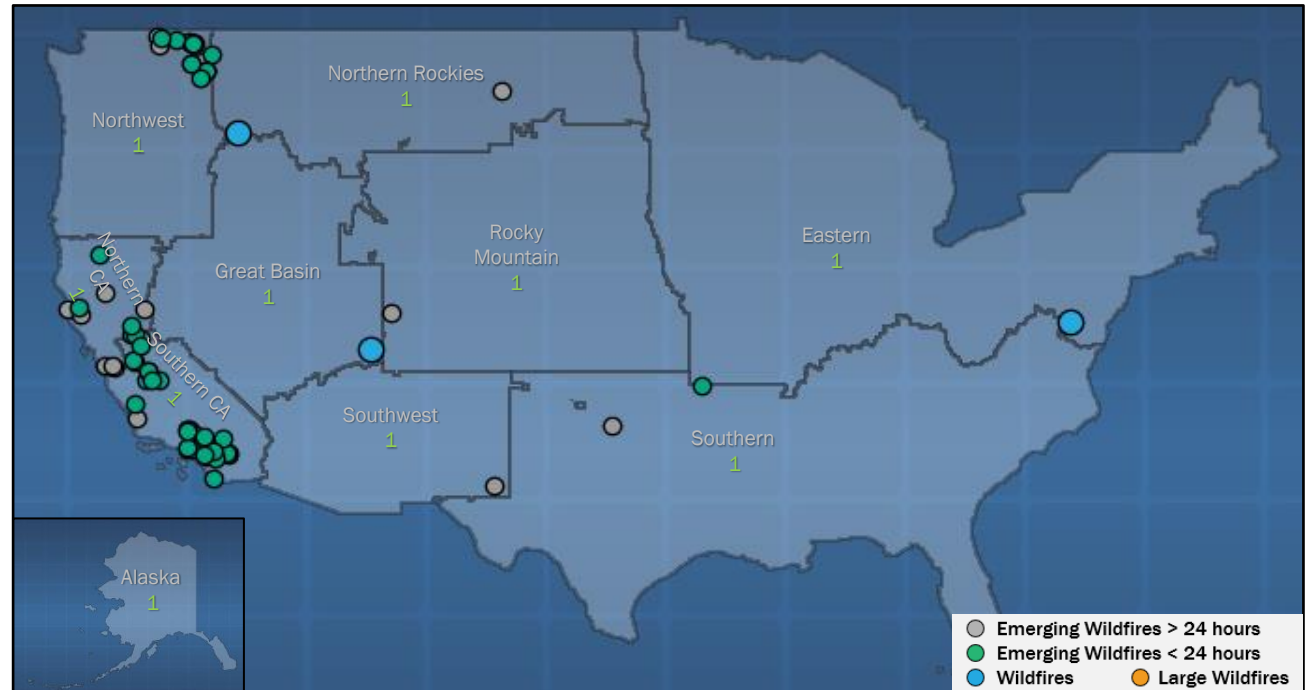 Northern Rockies
1
Northwest
1
Rocky
Mountain
1
Eastern
1
Great Basin
1
Northern
CA
1
Southern CA
1
Southwest
1
Southern
1
Alaska
1
Emerging Wildfires > 24 hours
Emerging Wildfires < 24 hours
Wildfires
Large Wildfires